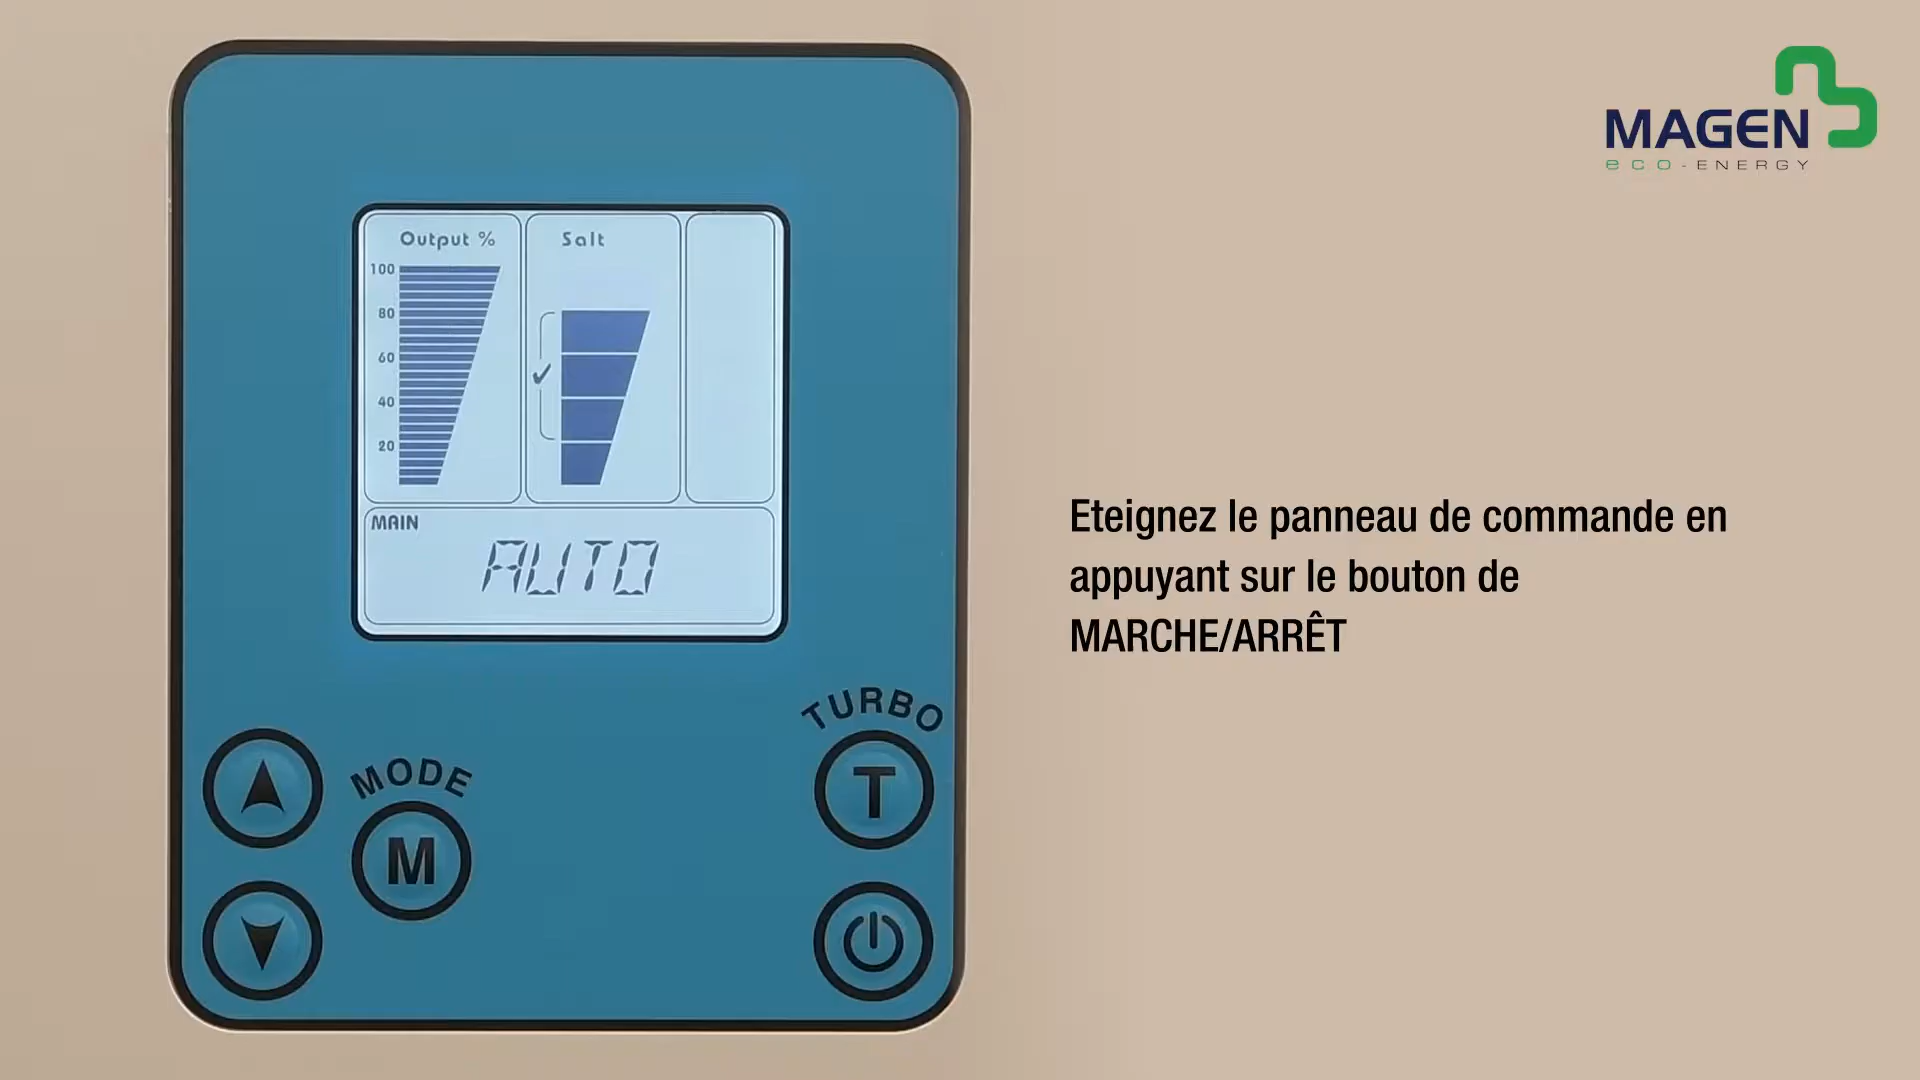 MAGEN
eco-ENERGY
Output %
Salt
100
80
60
40
20
MAIN
AUTO
Eteignez le panneau de commande en
appuyant sur le bouton de
MARCHE/ARRÊT
TURBO
T
MODE
M